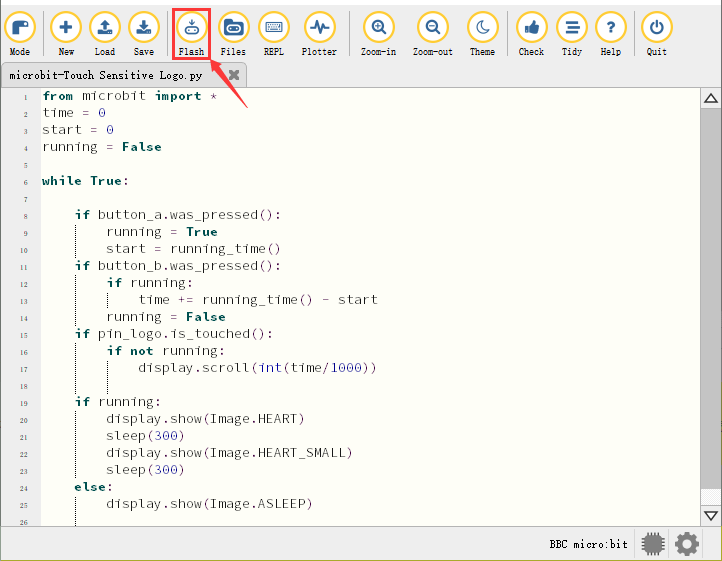 Mode New Load Save Flash Files REPL Plotter Zoom-in Zoom-out Theme Check Tidy Help Quit
microbit-Touch Sensitive Logo.py
1 from microbit import *
2 time = 0
3 start = 0
4 running = False
5
6 while True:
7
8 if button_a.was_pressed():
9 running = True
10 start = running_time()
11 if button_b.was_pressed():
12 if running:
13 time += running_time() - start
14 running = False
15 if pin_logo.is_touched():
16 if not running:
17 display.scroll(int(time/1000))
18
19 if running:
20 display.show(Image.HEART)
21 sleep(300)
22 display.show(Image.HEART_SMALL)
23 sleep(300)
24 else:
25 display.show(Image.ASLEEP)
26
BBC micro:bit